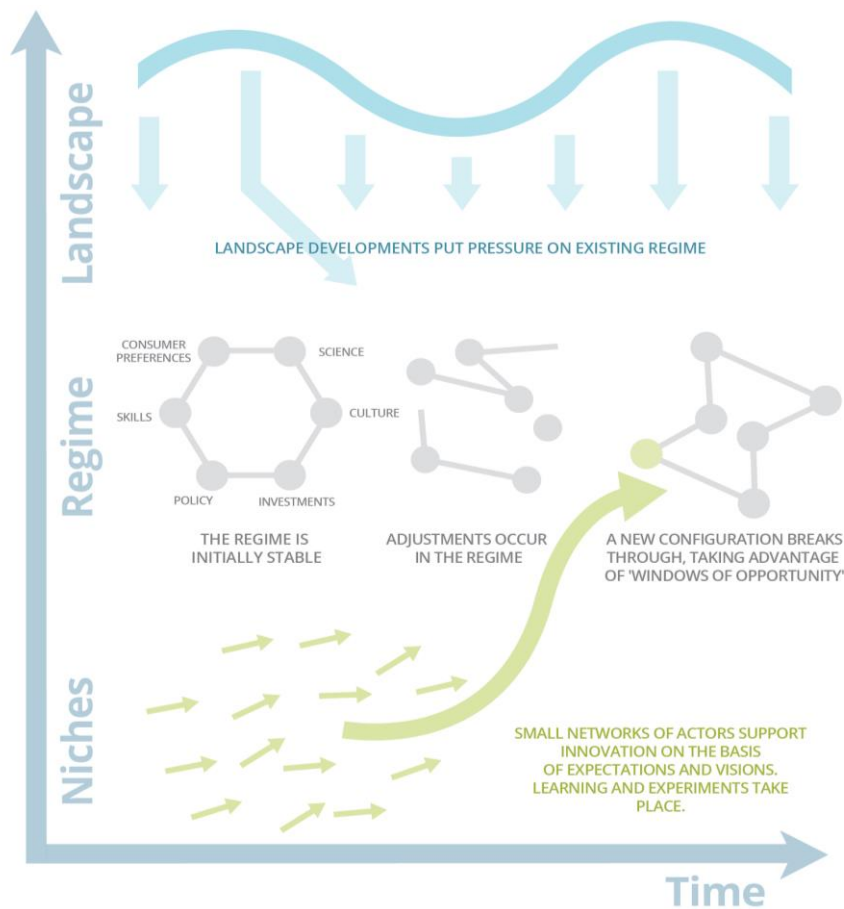 Landscape
LANDSCAPE DEVELOPMENTS PUT PRESSURE ON EXISTING REGIME
Regime
CONSUMER
PREFERENCES
SCIENCE
SKILLS
CULTURE
POLICY
INVESTMENTS
THE REGIME IS
INITIALLY STABLE
ADJUSTMENTS OCCUR
IN THE REGIME
A NEW CONFIGURATION BREAKS
THROUGH, TAKING ADVANTAGE
OF 'WINDOWS OF OPPORTUNITY'
Niches
SMALL NETWORKS OF ACTORS SUPPORT
INNOVATION ON THE BASIS
OF EXPECTATIONS AND VISIONS.
LEARNING AND EXPERIMENTS TAKE
PLACE.
Time